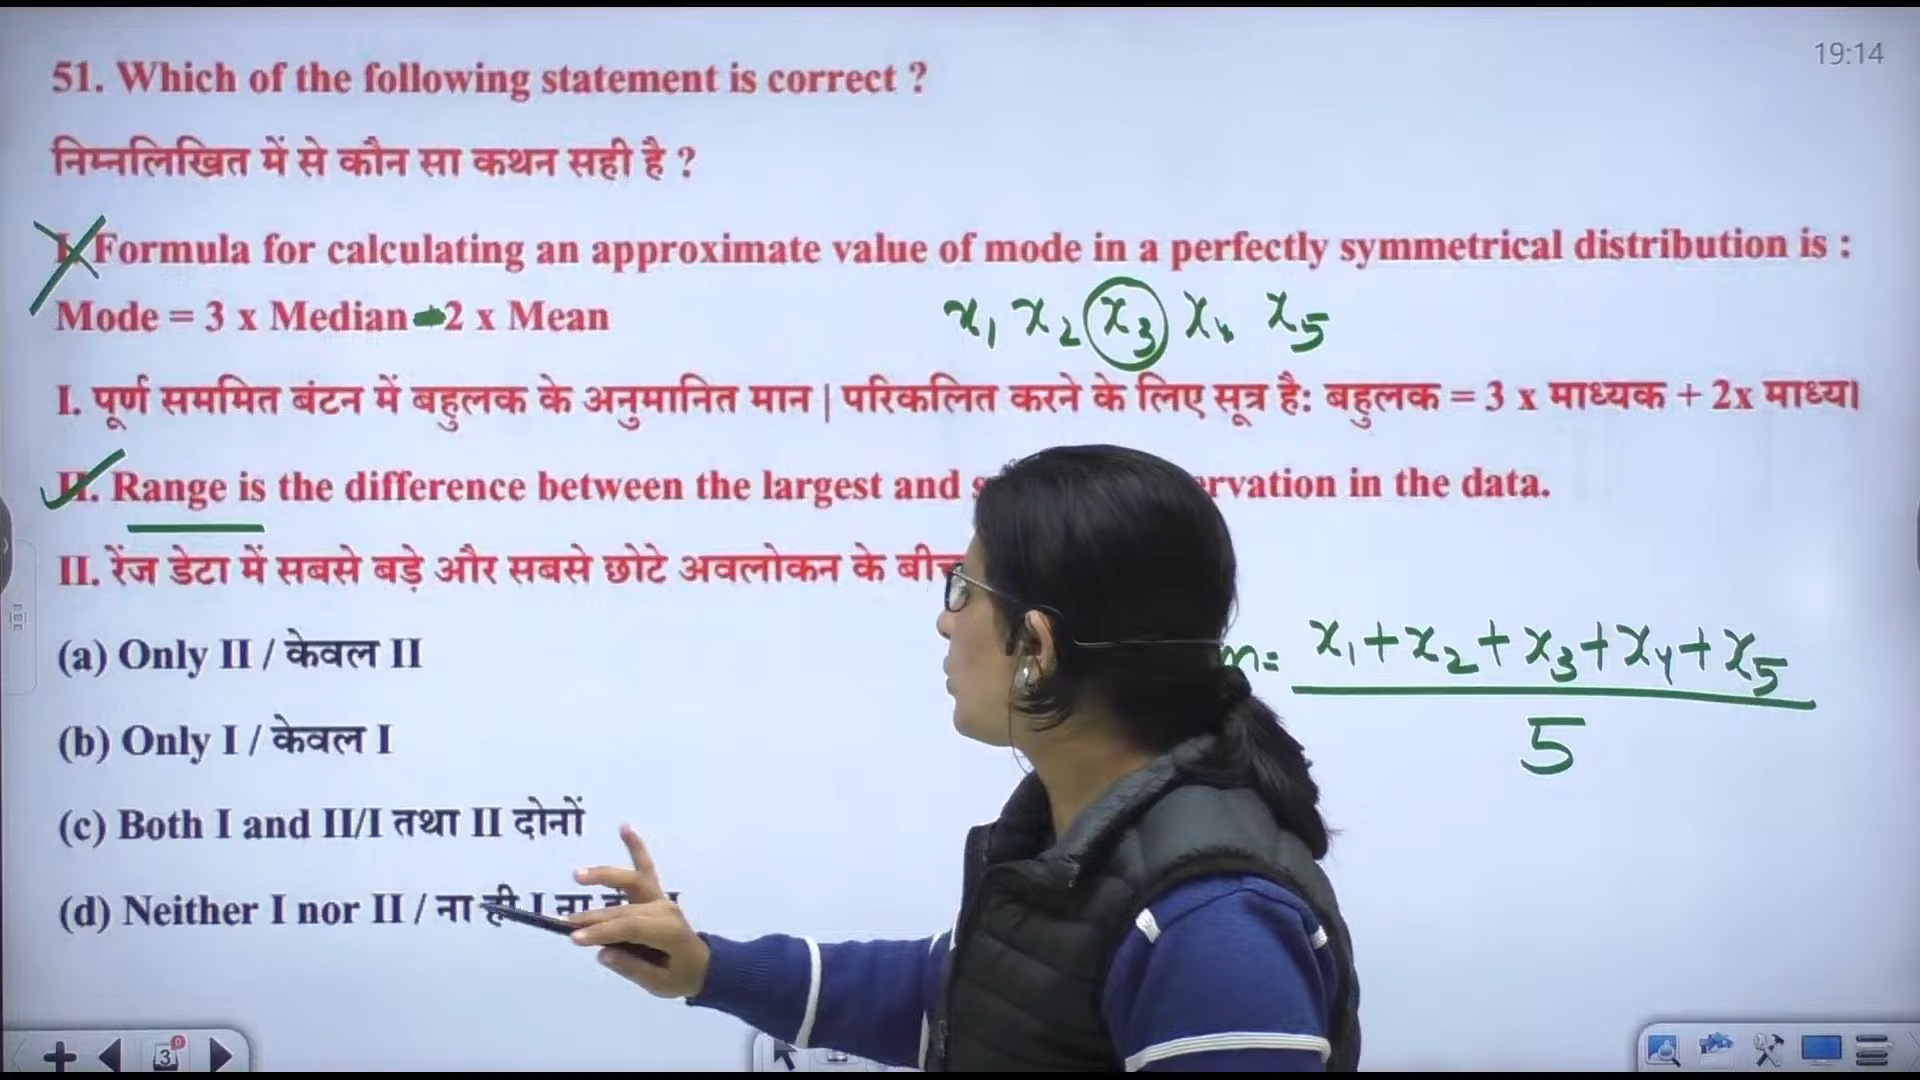 19:14
51. Which of the following statement is correct ?
निम्नलिखित में से कौन सा कथन सही है ?
I. Formula for calculating an approximate value of mode in a perfectly symmetrical distribution is :
Mode = 3 x Median - 2 x Mean
x₁ x₂ x₃ x₄ x₅
I. पूर्ण सममित बंटन में बहुलक के अनुमानित मान | परिकलित करने के लिए सूत्र है: बहुलक = 3 x माध्यक + 2x माध्य।
II. Range is the difference between the largest and rvation in the data.
II. रेंज डेटा में सबसे बड़े और सबसे छोटे अवलोकन के
(a) Only II / केवल II
n= x₁+x₂+x₃+x₄+x₅
5
(b) Only I / केवल I
(c) Both I and II/I तथा II दोनों
(d) Neither I nor II / ना ही I ना
3
0